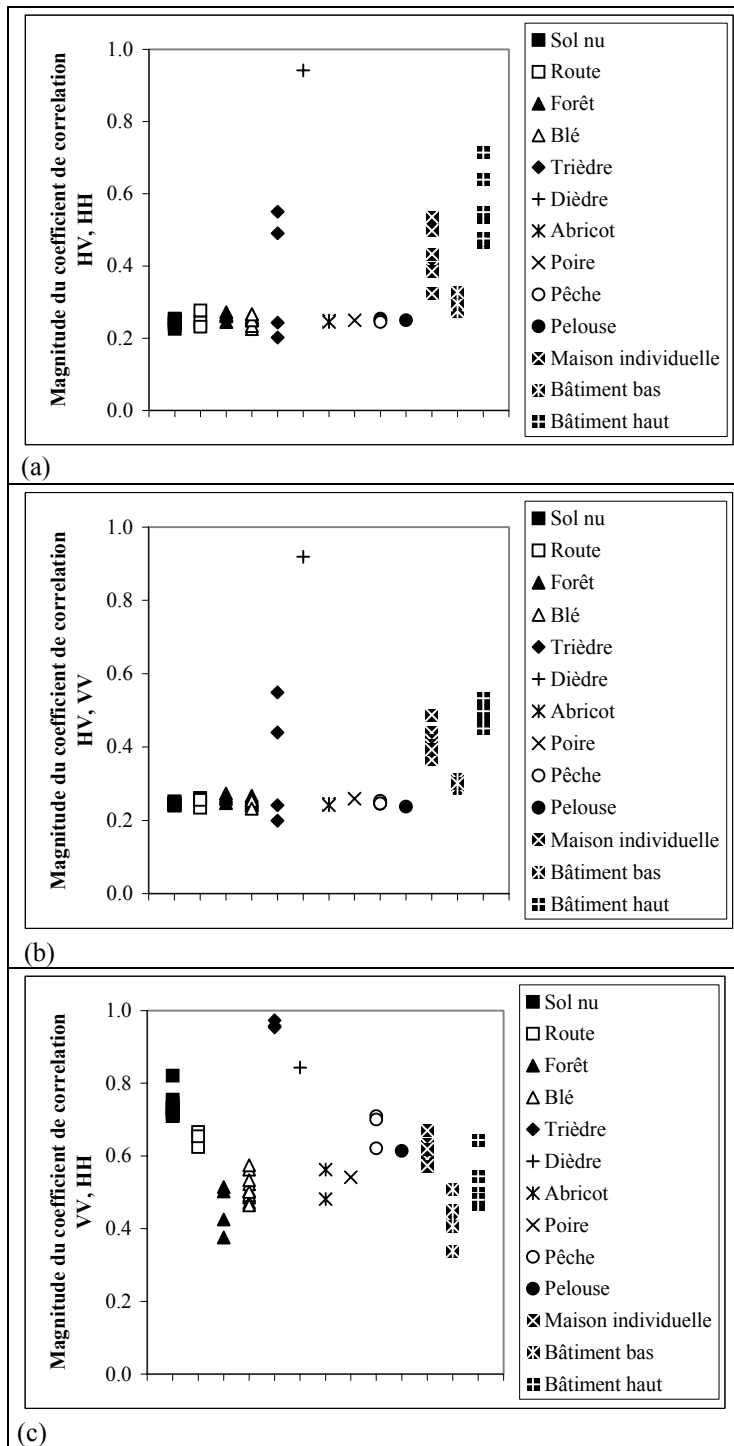 Magnitude du coefficient de correlation
HV, HH
1.0
0.8
0.6
0.4
0.2
0.0
Sol nu
Route
Forêt
Blé
Trièdre
Dièdre
Abricot
Poire
Pêche
Pelouse
Maison individuelle
Bâtiment bas
Bâtiment haut
(a)
Magnitude du coefficient de correlation
HV, VV
1.0
0.8
0.6
0.4
0.2
0.0
Sol nu
Route
Forêt
Blé
Trièdre
Dièdre
Abricot
Poire
Pêche
Pelouse
Maison individuelle
Bâtiment bas
Bâtiment haut
(b)
Magnitude du coefficient de correlation
VV, HH
1.0
0.8
0.6
0.4
0.2
0.0
Sol nu
Route
Forêt
Blé
Trièdre
Dièdre
Abricot
Poire
Pêche
Pelouse
Maison individuelle
Bâtiment bas
Bâtiment haut
(c)